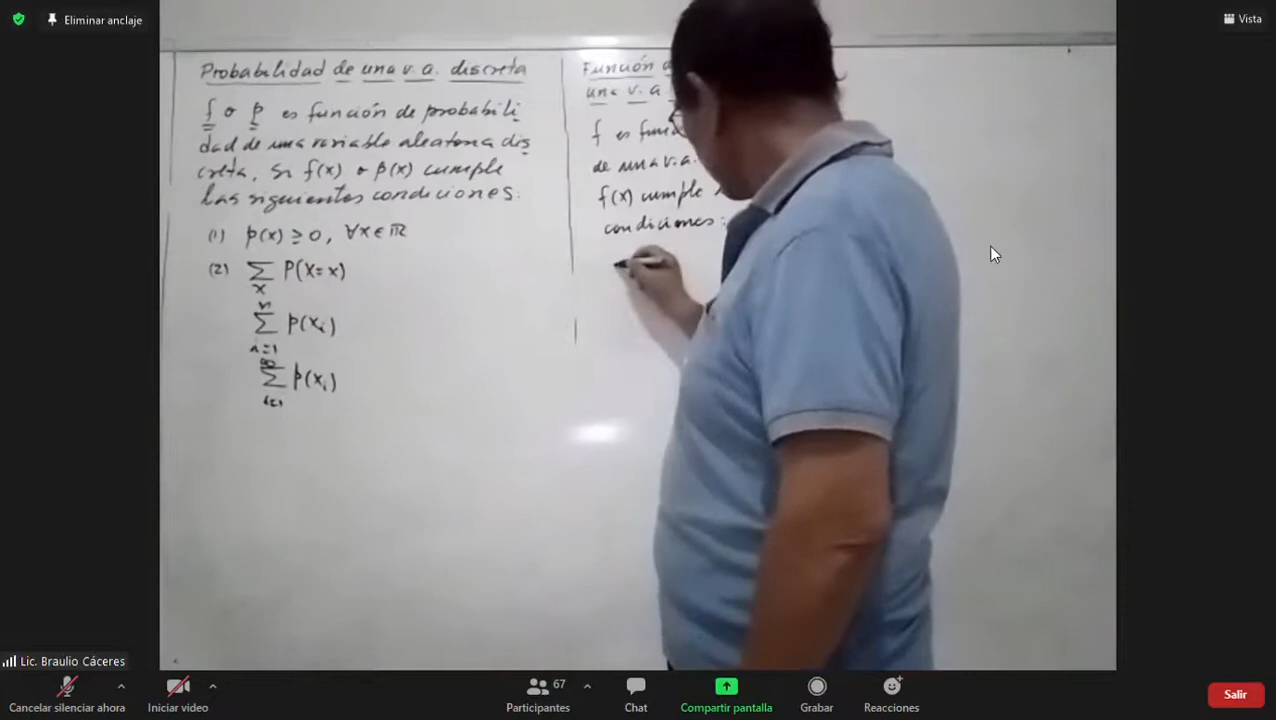 Eliminar anclaje
Vista
Probabilidad de una v.a. discreta
f o p es función de probabili
dad de una variable aleatoria dis
creta, si f(x) o p(x) cumple
las siguientes condiciones:
(1) p(x) ≥ 0, ∀x ∈ ℝ
(2) ∑ P(X=x)
x
n
∑ p(xᵢ)
i=1
∞
∑ p(xᵢ)
i=1
Función
una v.a
f es func
de una v.a.
f(x) cumple
condiciones:
Lic. Braulio Cáceres
67
Cancelar silenciar ahora
Iniciar video
Participantes
Chat
Compartir pantalla
Grabar
Reacciones
Salir